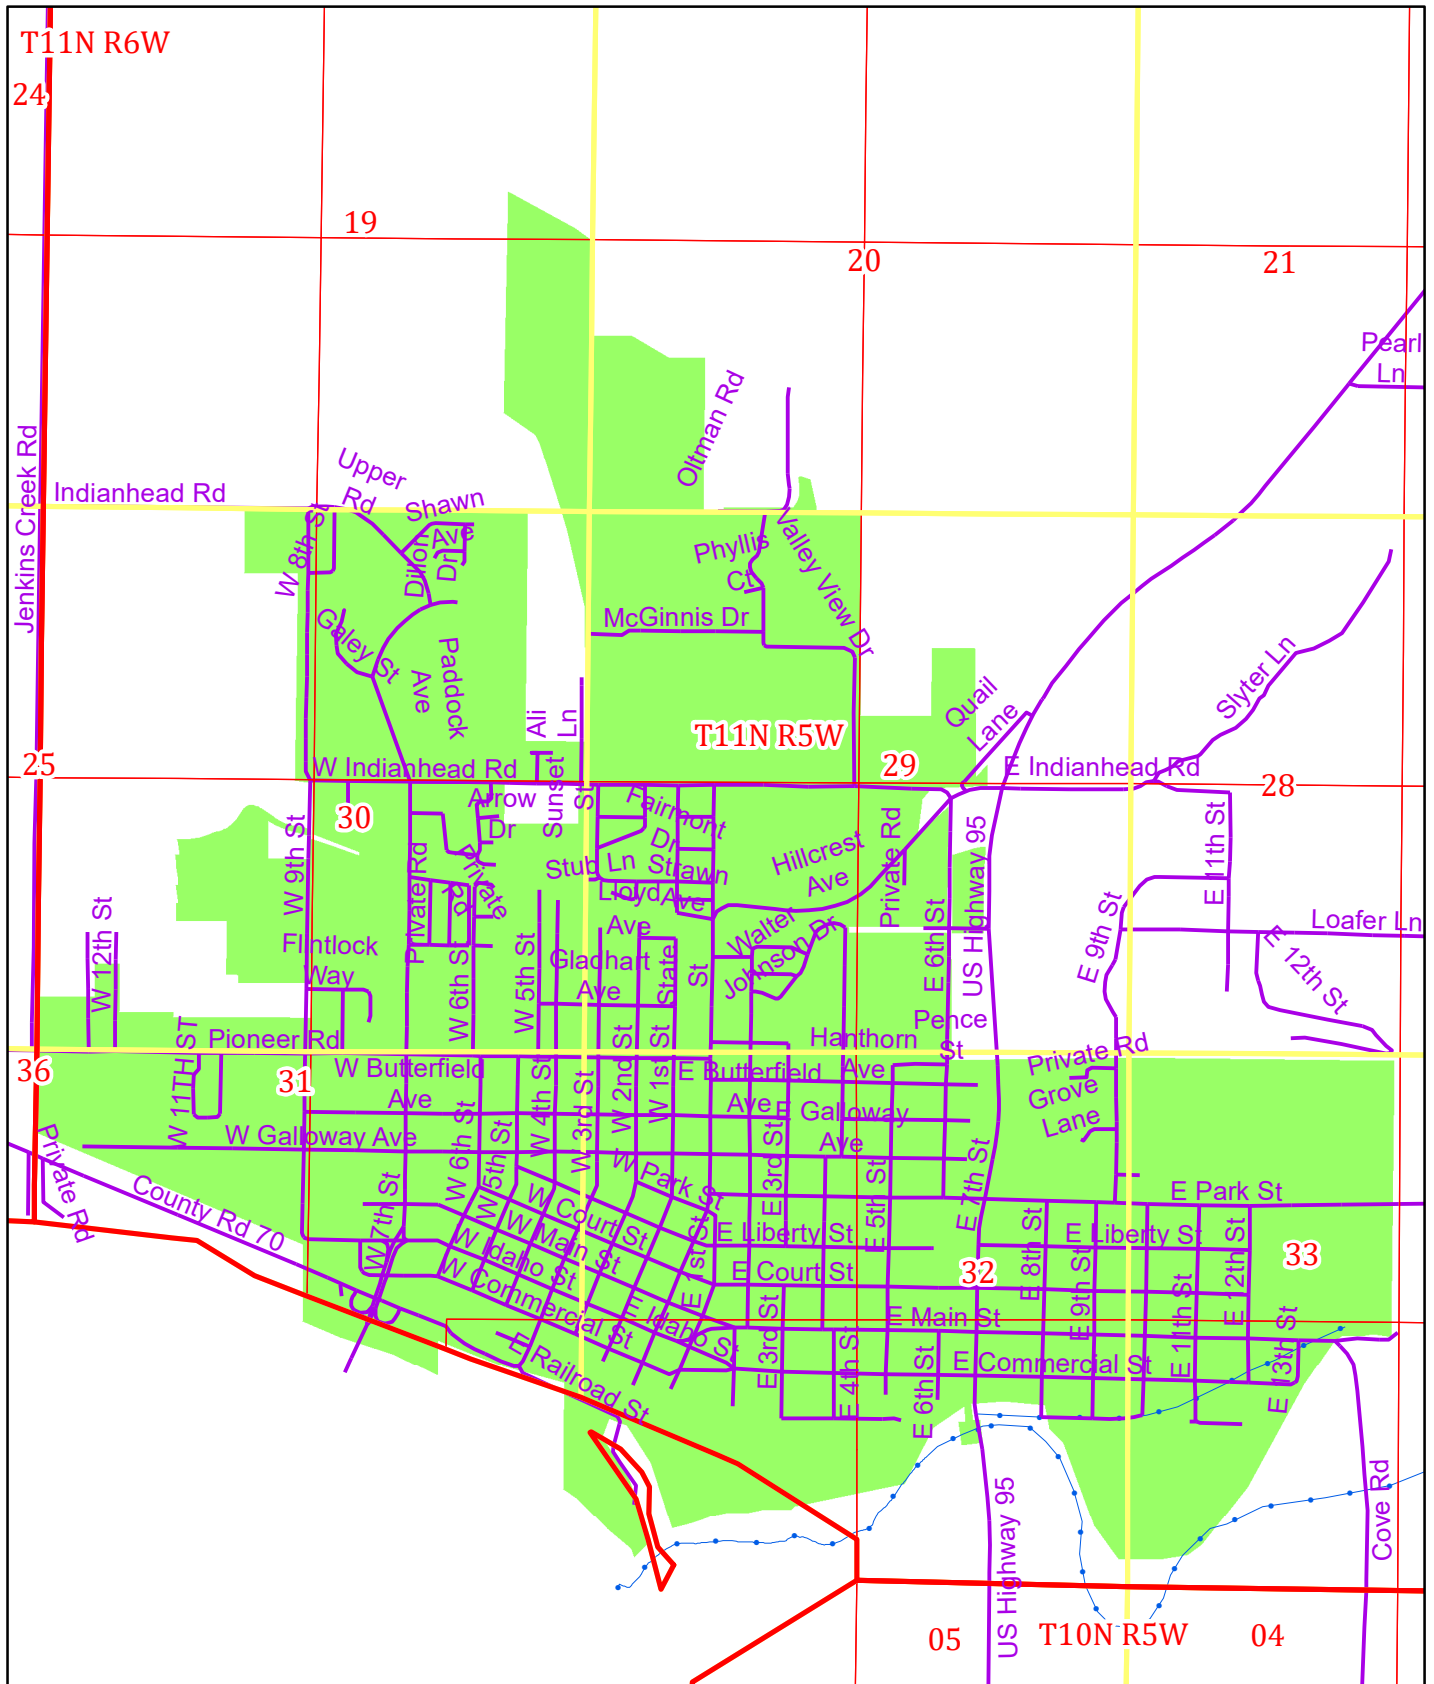 T11N R6W
24
19
20
21
Pearl
Ln
Oltman Rd
Jenkins Creek Rd
Indianhead Rd
Upper
Rd
Shawn
Ave
W 8th St
Dillon
Dr
Phyllis
Ct
Valley View Dr
McGinnis Dr
Galey St
Paddock
Ave
Slyter Ln
Quail
Lane
Ali
Ln
T11N R5W
25
29
28
W Indianhead Rd
E Indianhead Rd
30
Arrow
Dr
Sunset
St
Fairmont
Dr
Stub Ln
Strawn
Ave
Lloyd
Ave
Hillcrest
Ave
Private Rd
US Highway 95
E 11th St
W 9th St
Private Rd
Private
Rd
W 12th St
Flintlock
Way
W 6th St
W 5th St
Gladhart
Ave
State
St
Walter
Johnson Dr
E 6th St
E 9th St
Loafer Ln
E 12th St
Pence
St
Hanthorn
Ave
Pioneer Rd
W 11TH ST
36
31
W Butterfield
Ave
W 4th St
W 3rd St
W 2nd St
W 1st St
E Butterfield
Ave
Private Rd
Grove
Lane
E Galloway
Ave
W Galloway Ave
W 6th St
W 5th St
W Park St
E 3rd St
E 5th St
E 7th St
E Park St
Private Rd
County Rd 70
W 7th St
W Court St
W Main St
W Idaho St
W Commercial St
E 1st St
E Liberty St
E Court St
E Liberty St
E 8th St
E 9th St
E 11th St
E 12th St
32
33
E Idaho St
E Main St
E 3rd St
E 4th St
E 6th St
E Commercial St
E 13th St
E Railroad St
US Highway 95
Cove Rd
05
T10N R5W
04